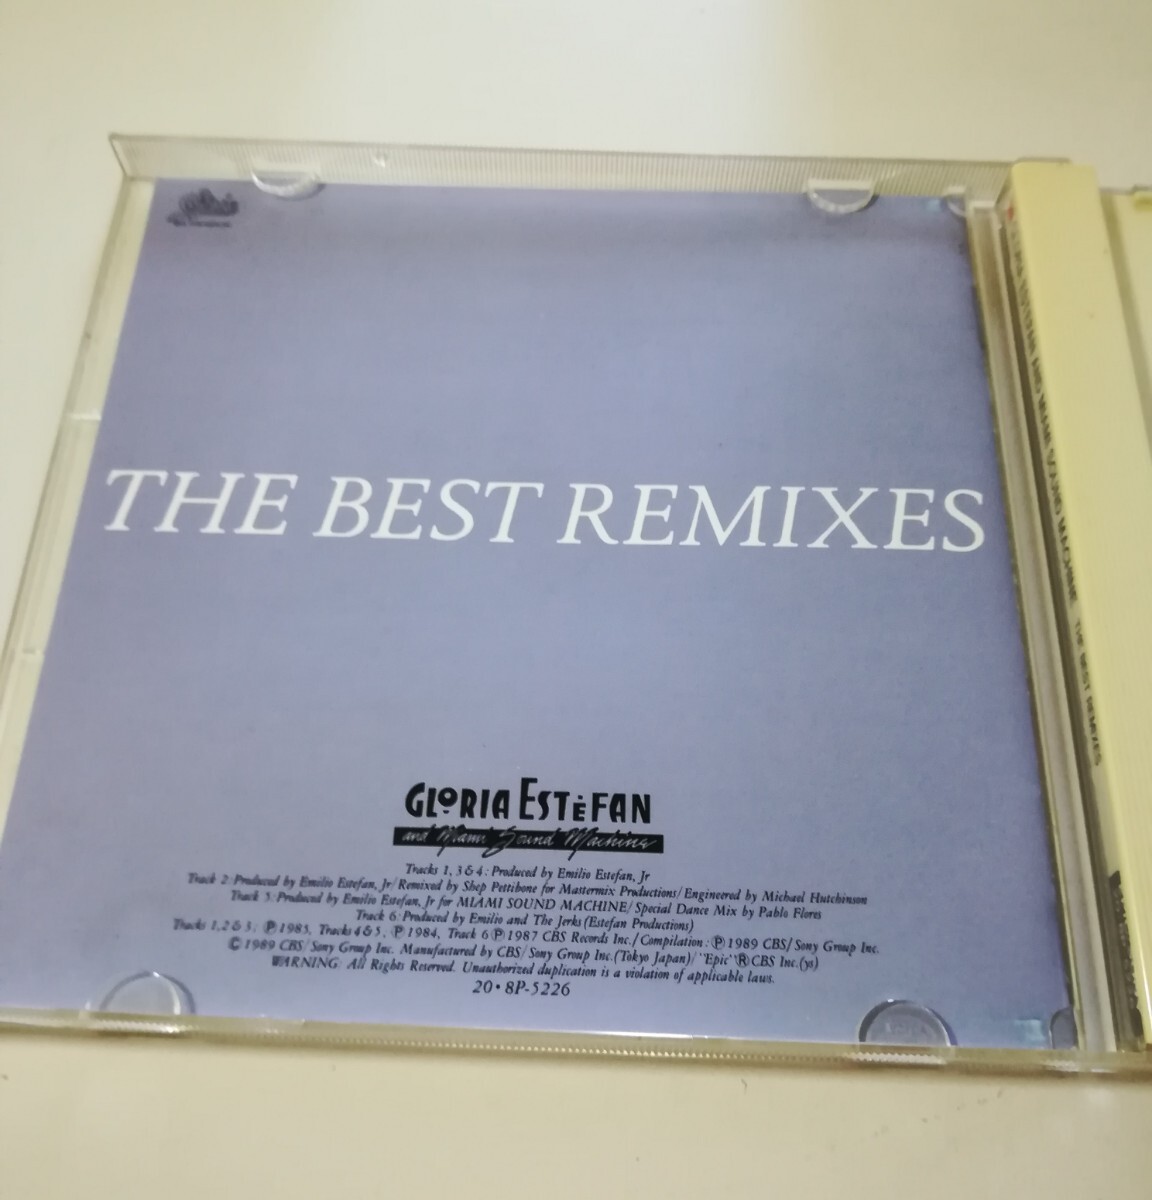 THE BEST REMIXES
GLORIA ESTEFAN
and Miami Sound Machine
Tracks 1, 3 & 4: Produced by Emilio Estefan, Jr
Track 2: Produced by Emilio Estefan, Jr/Remixed by Shep Pettibone for Mastermix Productions/Engineered by Michael Hutchinson
Track 5: Produced by Emilio Estefan, Jr for MIAMI SOUND MACHINE/Special Dance Mix by Pablo Flores
Track 6: Produced by Emilio and The Jerks (Estefan Productions)
Tracks 1, 2 & 3, Ⓟ 1985, Tracks 4 & 5, Ⓟ 1984, Track 6 Ⓟ 1987 CBS Records Inc./Compilation: Ⓟ 1989 CBS/Sony Group Inc.
© 1989 CBS/Sony Group Inc. Manufactured by CBS/Sony Group Inc. (Tokyo Japan)/"Epic" ® CBS Inc. (ys)
WARNING: All Rights Reserved. Unauthorized duplication is a violation of applicable laws.
20・8P-5226
SOUND MACHINE THE BEST REMIXES